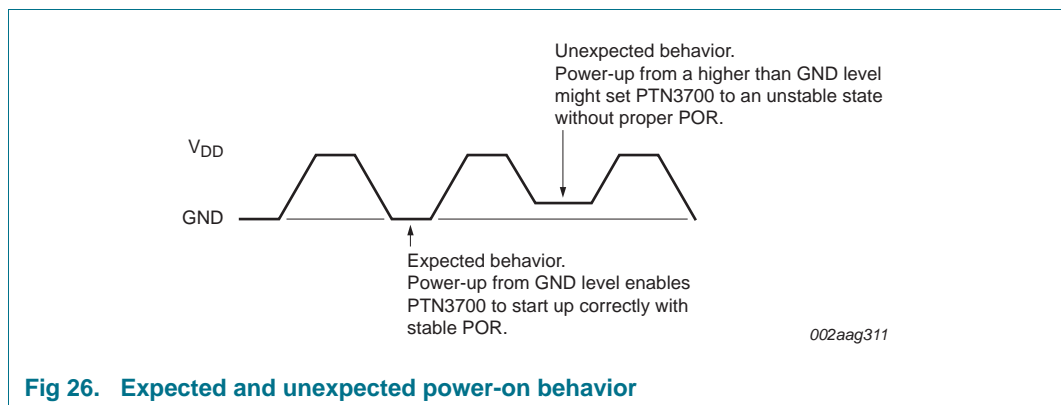 Unexpected behavior.
Power-up from a higher than GND level
might set PTN3700 to an unstable state
without proper POR.
VDD
GND
Expected behavior.
Power-up from GND level enables
PTN3700 to start up correctly with
stable POR.
002aag311
Fig 26. Expected and unexpected power-on behavior